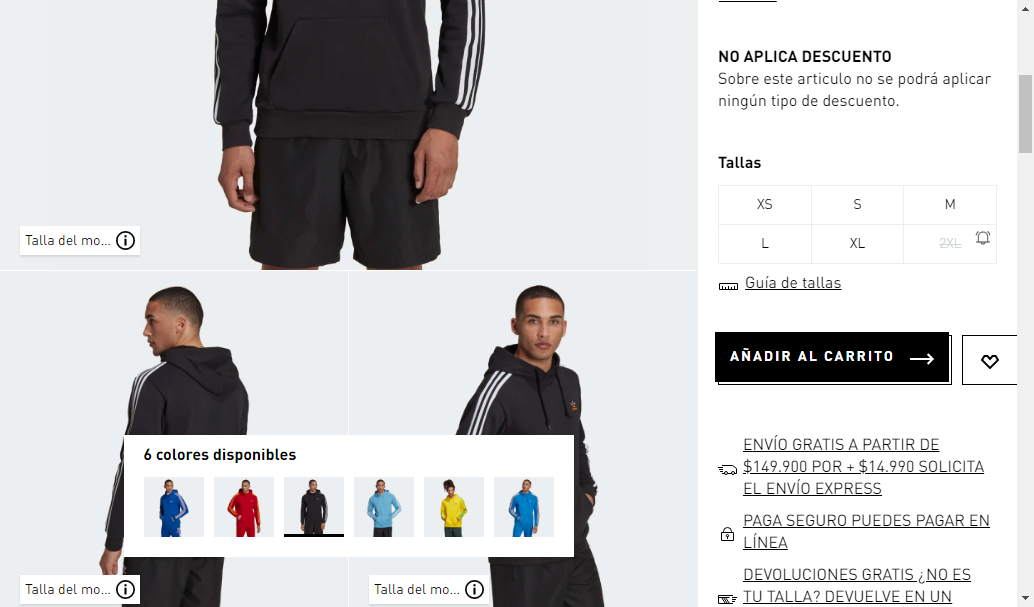 NO APLICA DESCUENTO
Sobre este articulo no se podrá aplicar
ningún tipo de descuento.
Tallas
XS S M
L XL 2XL
Guía de tallas
AÑADIR AL CARRITO
ENVÍO GRATIS A PARTIR DE
$149.900 POR + $14.990 SOLICITA
EL ENVÍO EXPRESS
PAGA SEGURO PUEDES PAGAR EN
LÍNEA
DEVOLUCIONES GRATIS ¿NO ES
TU TALLA? DEVUELVE EN UN
Talla del mo...
6 colores disponibles
Talla del mo...
Talla del mo...